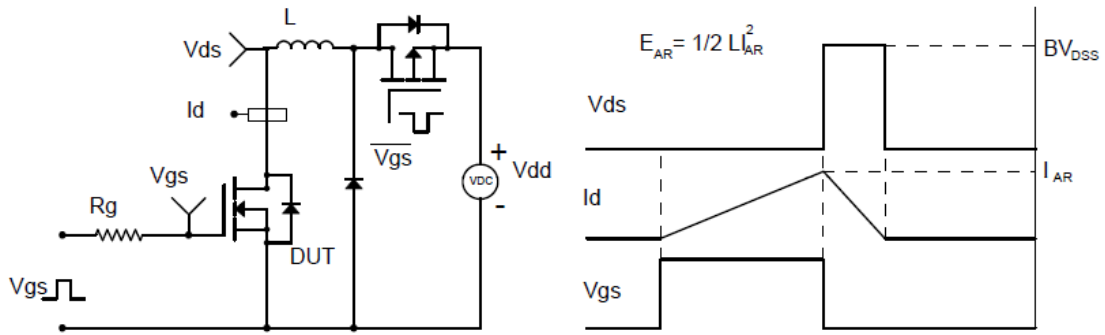 L
Vds
Id
Vgs
Rg
Vgs
DUT
Vgs
+
VDC
-
Vdd
E_AR = 1/2 LI²_AR
BV_DSS
Vds
I_AR
Id
Vgs